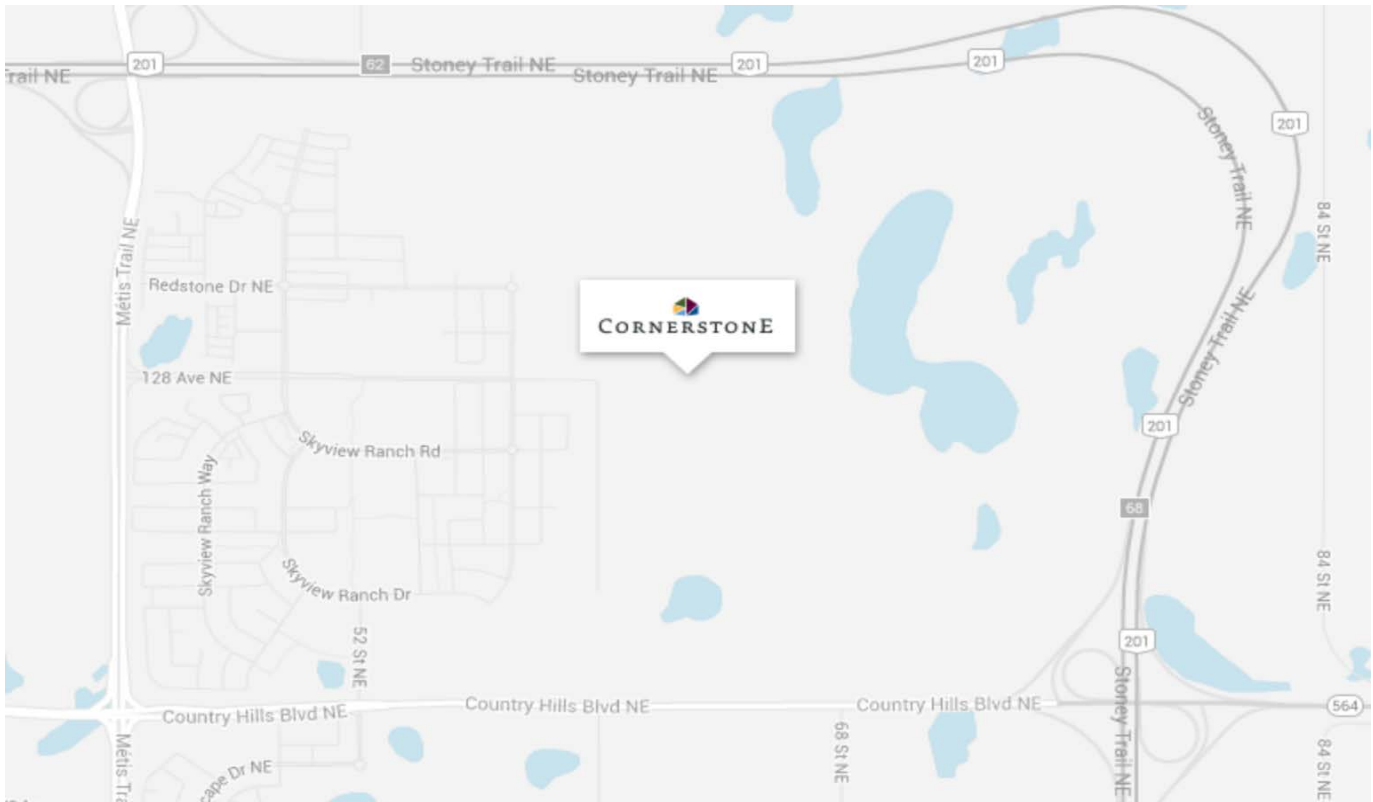 201
62
Stoney Trail NE
201
201
Trail NE
Stoney Trail NE
201
Stoney Trail NE
84 St NE
Métis Trail NE
Redstone Dr NE
CORNERSTONE
Stoney Trail NE
128 Ave NE
201
Skyview Ranch Rd
Skyview Ranch Way
68
84 St NE
Skyview Ranch Dr
52 St NE
201
Stoney Trail NE
Country Hills Blvd NE
Country Hills Blvd NE
Country Hills Blvd NE
564
Métis Tra
68 St NE
84 St NE
cape Dr NE